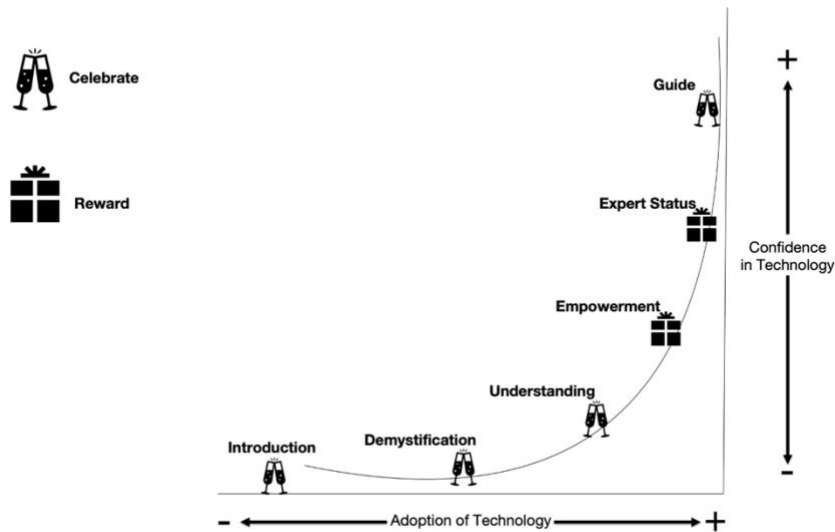 Celebrate
Reward
Guide
Expert Status
Empowerment
Understanding
Demystification
Introduction
+
Confidence
in Technology
-
- Adoption of Technology +